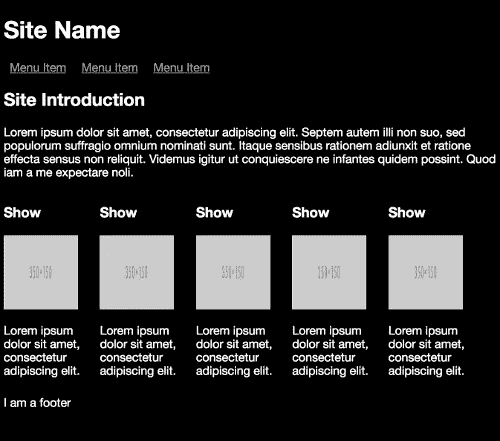 Site Name
Menu Item Menu Item Menu Item
Site Introduction
Lorem ipsum dolor sit amet, consectetur adipiscing elit. Septem autem illi non suo, sed
populorum suffragio omnium nominati sunt. Itaque sensibus rationem adiunxit et ratione
effecta sensus non reliquit. Videmus igitur ut conquiescere ne infantes quidem possint. Quod
iam a me expectare noli.
Show Show Show Show Show
350×150 350×150 350×150 350×150 350×150
Lorem ipsum Lorem ipsum Lorem ipsum Lorem ipsum Lorem ipsum
dolor sit amet, dolor sit amet, dolor sit amet, dolor sit amet, dolor sit amet,
consectetur consectetur consectetur consectetur consectetur
adipiscing elit. adipiscing elit. adipiscing elit. adipiscing elit. adipiscing elit.
I am a footer